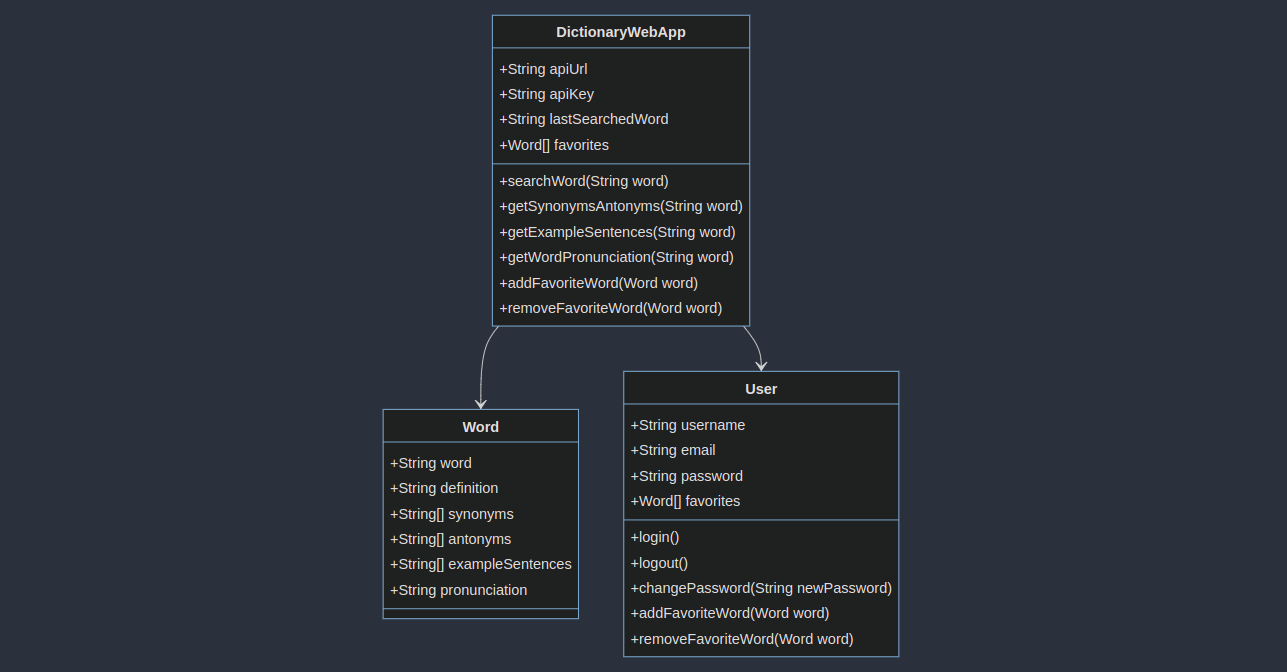 DictionaryWebApp
+String apiUrl
+String apiKey
+String lastSearchedWord
+Word[] favorites
+searchWord(String word)
+getSynonymsAntonyms(String word)
+getExampleSentences(String word)
+getWordPronunciation(String word)
+addFavoriteWord(Word word)
+removeFavoriteWord(Word word)
Word
+String word
+String definition
+String[] synonyms
+String[] antonyms
+String[] exampleSentences
+String pronunciation
User
+String username
+String email
+String password
+Word[] favorites
+login()
+logout()
+changePassword(String newPassword)
+addFavoriteWord(Word word)
+removeFavoriteWord(Word word)